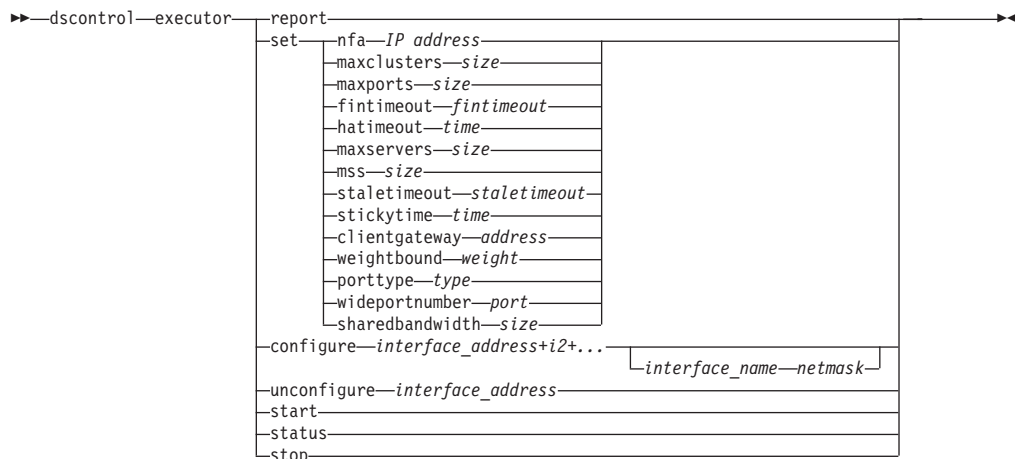 dscontrol executor report
set nfa IP address
maxclusters size
maxports size
fintimeout fintimeout
hatimeout time
maxservers size
mss size
staletimeout staletimeout
stickytime time
clientgateway address
weightbound weight
porttype type
wideportnumber port
sharedbandwidth size
configure interface_address+i2+...
interface_name netmask
unconfigure interface_address
start
status
stop